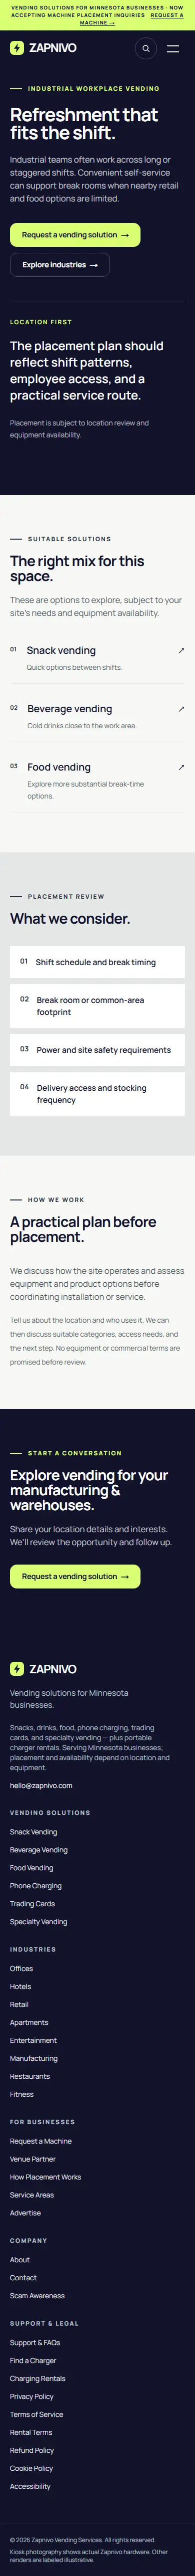 VENDING SOLUTIONS FOR MINNESOTA BUSINESSES · NOW
ACCEPTING MACHINE PLACEMENT INQUIRIES REQUEST A
MACHINE →
ZAPNIVO
INDUSTRIAL WORKPLACE VENDING
Refreshment that
fits the shift.
Industrial teams often work across long or
staggered shifts. Convenient self-service
can support break rooms when nearby retail
and food options are limited.
Request a vending solution →
Explore industries →
LOCATION FIRST
The placement plan should
reflect shift patterns,
employee access, and a
practical service route.
Placement is subject to location review and
equipment availability.
SUITABLE SOLUTIONS
The right mix for this
space.
These are options to explore, subject to your
site's needs and equipment availability.
01 Snack vending ↗
Quick options between shifts.
02 Beverage vending ↗
Cold drinks close to the work area.
03 Food vending ↗
Explore more substantial break-time
options.
PLACEMENT REVIEW
What we consider.
01 Shift schedule and break timing
02 Break room or common-area
footprint
03 Power and site safety requirements
04 Delivery access and stocking
frequency
HOW WE WORK
A practical plan before
placement.
We discuss how the site operates and assess
equipment and product options before
coordinating installation or service.
Tell us about the location and who uses it. We can
then discuss suitable categories, access needs, and
the next step. No equipment or commercial terms are
promised before review.
START A CONVERSATION
Explore vending for your
manufacturing &
warehouses.
Share your location details and interests.
We'll review the opportunity and follow up.
Request a vending solution →
ZAPNIVO
Vending solutions for Minnesota
businesses.
Snacks, drinks, food, phone charging, trading
cards, and specialty vending — plus portable
charger rentals. Serving Minnesota businesses;
placement and availability depend on location and
equipment.
hello@zapnivo.com
VENDING SOLUTIONS
Snack Vending
Beverage Vending
Food Vending
Phone Charging
Trading Cards
Specialty Vending
INDUSTRIES
Offices
Hotels
Retail
Apartments
Entertainment
Manufacturing
Restaurants
Fitness
FOR BUSINESSES
Request a Machine
Venue Partner
How Placement Works
Service Areas
Advertise
COMPANY
About
Contact
Scam Awareness
SUPPORT & LEGAL
Support & FAQs
Find a Charger
Charging Rentals
Privacy Policy
Terms of Service
Rental Terms
Refund Policy
Cookie Policy
Accessibility
© 2026 Zapnivo Vending Services. All rights reserved.
Kiosk photography shows actual Zapnivo hardware. Other
renders are labeled illustrative.